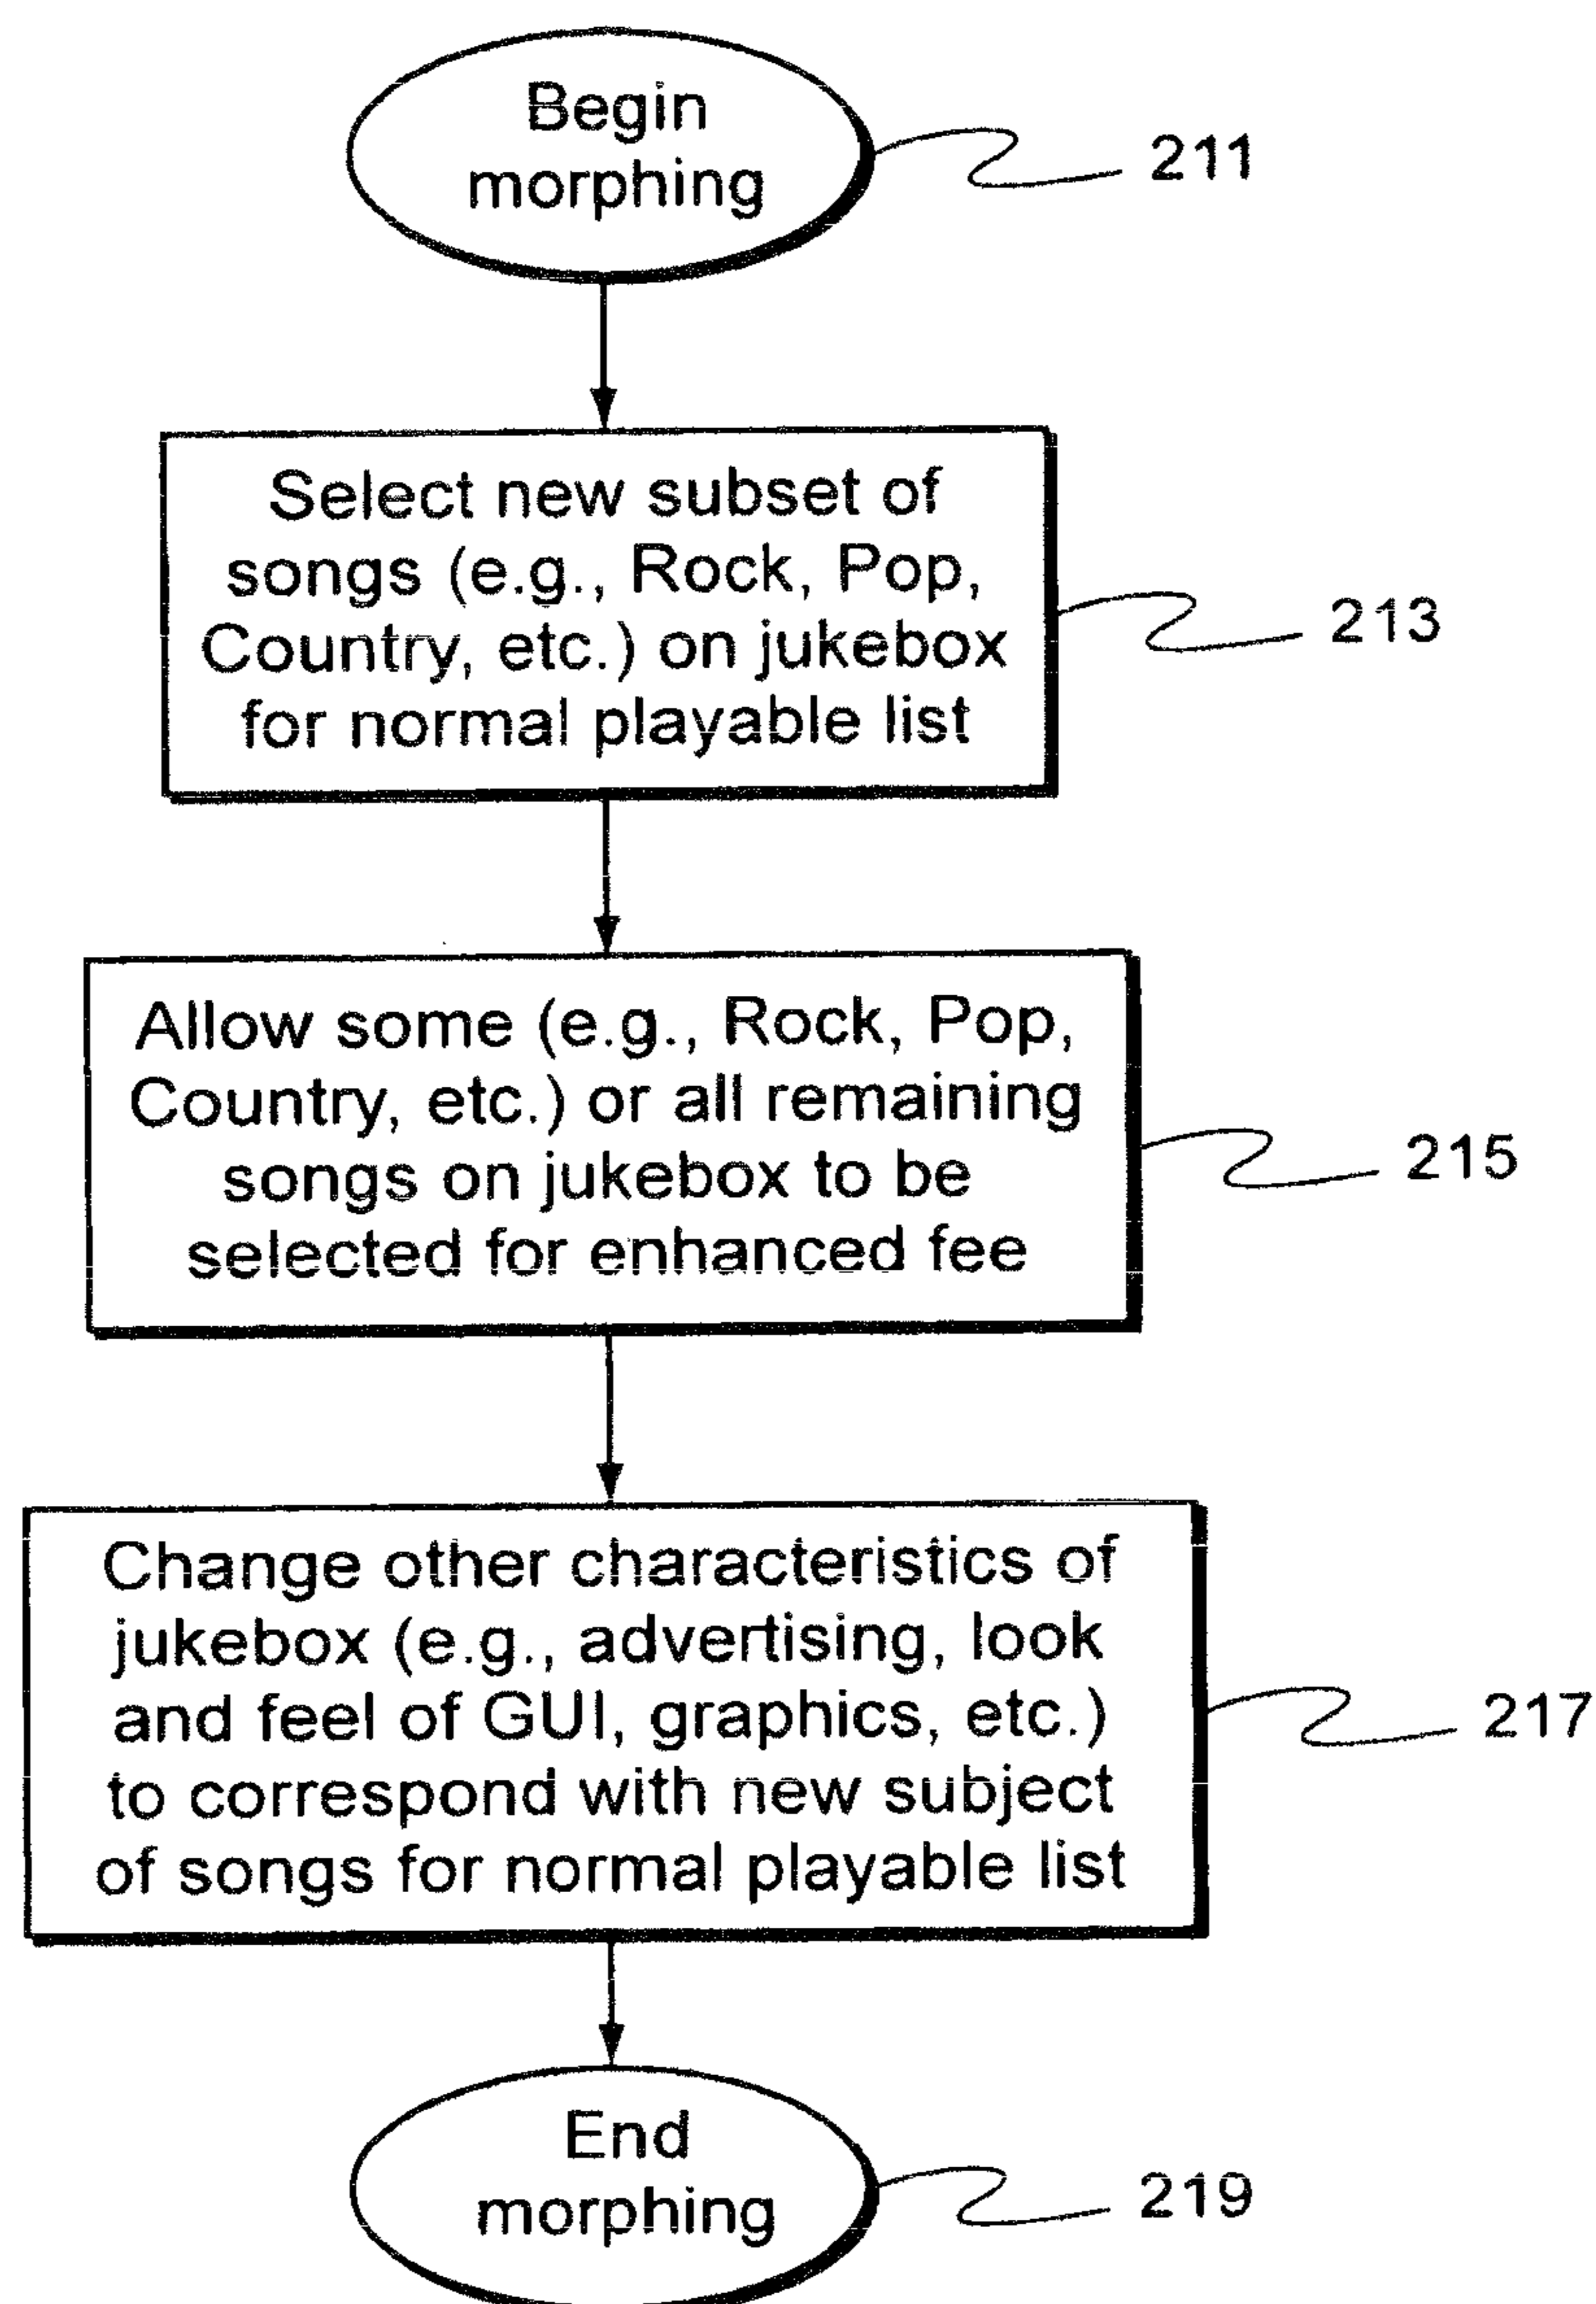 Begin
morphing
211
Select new subset of
songs (e.g., Rock, Pop,
Country, etc.) on jukebox
for normal playable list
213
Allow some (e.g., Rock, Pop,
Country, etc.) or all remaining
songs on jukebox to be
selected for enhanced fee
215
Change other characteristics of
jukebox (e.g., advertising, look
and feel of GUI, graphics, etc.)
to correspond with new subject
of songs for normal playable list
217
End
morphing
219